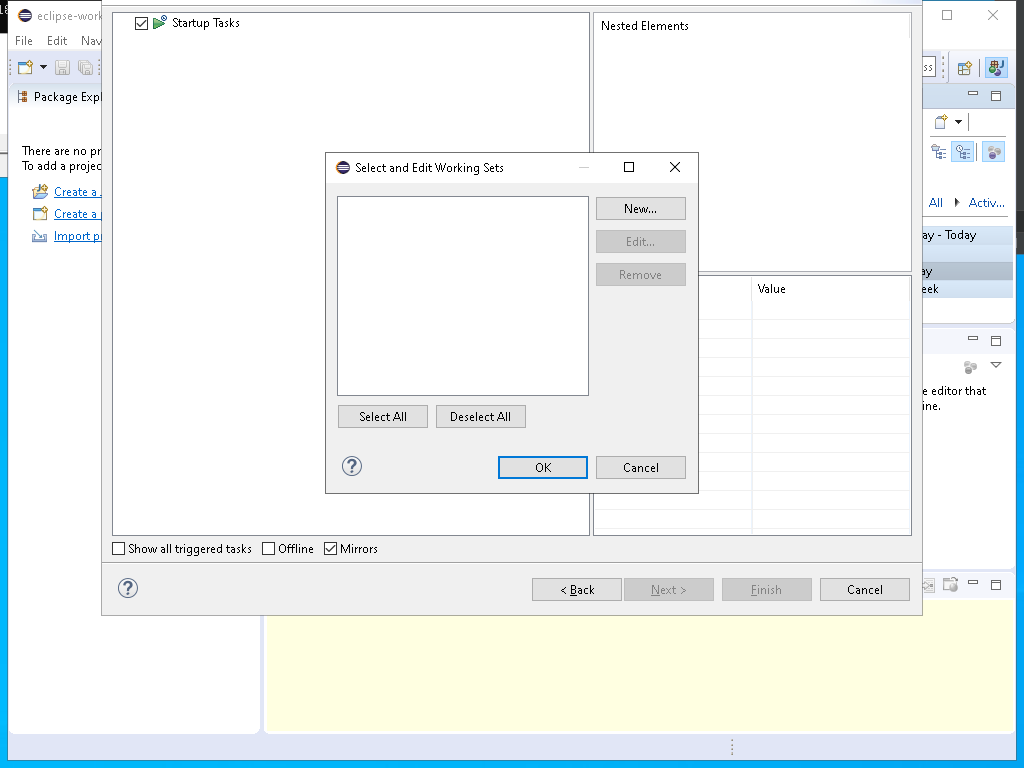 eclipse-work
File Edit Nav
Package Expl
There are no pr
To add a projec
Create a
Create a
Import pr
Startup Tasks
Nested Elements
Value
Show all triggered tasks Offline Mirrors
< Back Next > Finish Cancel
Select and Edit Working Sets
New...
Edit...
Remove
Select All Deselect All
OK Cancel
ss
All Activ...
ay - Today
ay
eek
e editor that
ine.